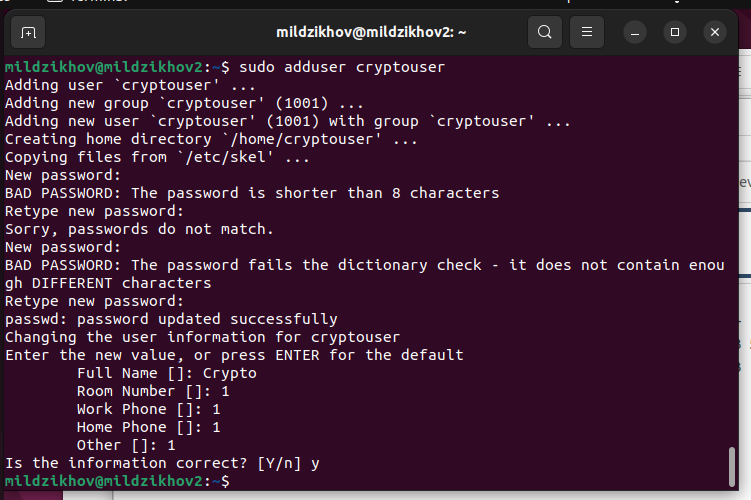 mildzikhov@mildzikhov2: ~
mildzikhov@mildzikhov2:~$ sudo adduser cryptouser
Adding user `cryptouser' ...
Adding new group `cryptouser' (1001) ...
Adding new user `cryptouser' (1001) with group `cryptouser' ...
Creating home directory `/home/cryptouser' ...
Copying files from `/etc/skel' ...
New password:
BAD PASSWORD: The password is shorter than 8 characters
Retype new password:
Sorry, passwords do not match.
New password:
BAD PASSWORD: The password fails the dictionary check - it does not contain enou
gh DIFFERENT characters
Retype new password:
passwd: password updated successfully
Changing the user information for cryptouser
Enter the new value, or press ENTER for the default
Full Name []: Crypto
Room Number []: 1
Work Phone []: 1
Home Phone []: 1
Other []: 1
Is the information correct? [Y/n] y
mildzikhov@mildzikhov2:~$